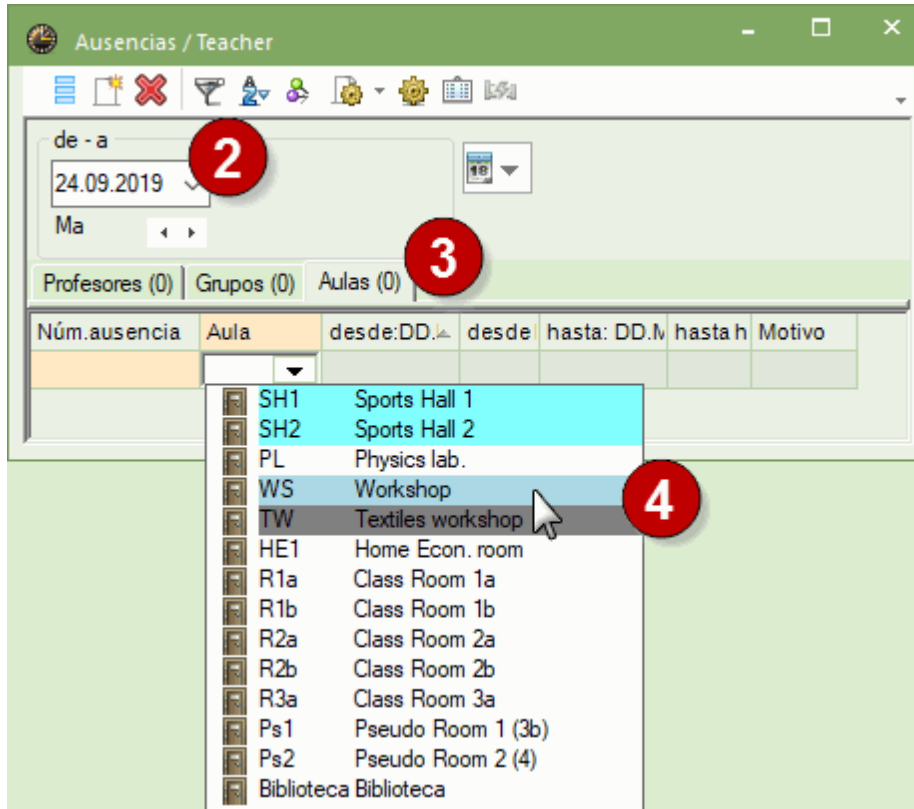 Ausencias / Teacher
de - a
24.09.2019
2
18
Ma
3
Profesores (0) Grupos (0) Aulas (0)
Núm.ausencia Aula desde:DD. desde hasta: DD.M hasta h Motivo
SH1 Sports Hall 1
SH2 Sports Hall 2
PL Physics lab.
WS Workshop
4
TW Textiles workshop
HE1 Home Econ. room
R1a Class Room 1a
R1b Class Room 1b
R2a Class Room 2a
R2b Class Room 2b
R3a Class Room 3a
Ps1 Pseudo Room 1 (3b)
Ps2 Pseudo Room 2 (4)
Biblioteca Biblioteca